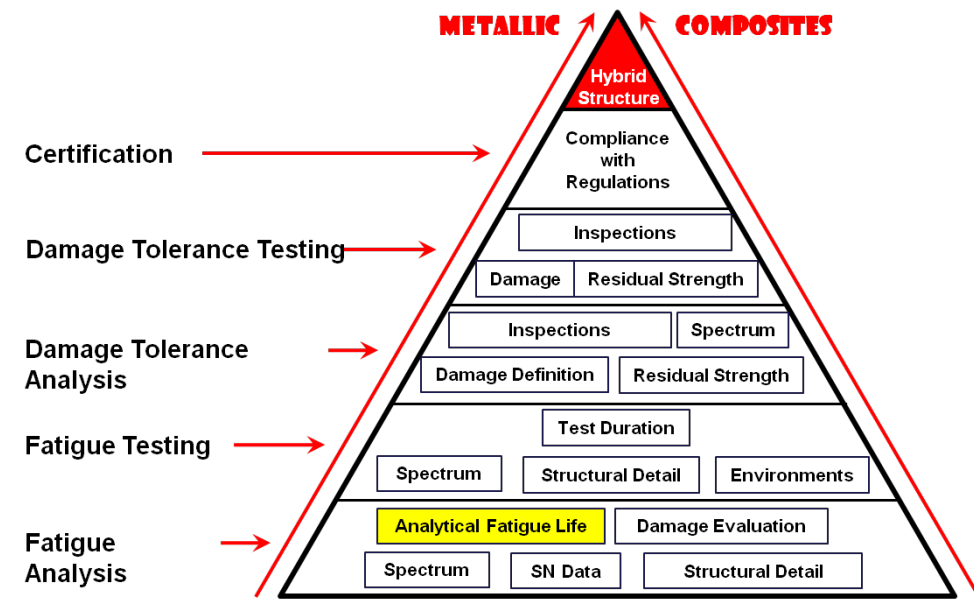 METALLIC COMPOSITES
Hybrid
Structure
Certification
Compliance
with
Regulations
Damage Tolerance Testing
Inspections
Damage Residual Strength
Damage Tolerance
Analysis
Inspections Spectrum
Damage Definition Residual Strength
Fatigue Testing
Test Duration
Spectrum Structural Detail Environments
Fatigue
Analysis
Analytical Fatigue Life Damage Evaluation
Spectrum SN Data Structural Detail